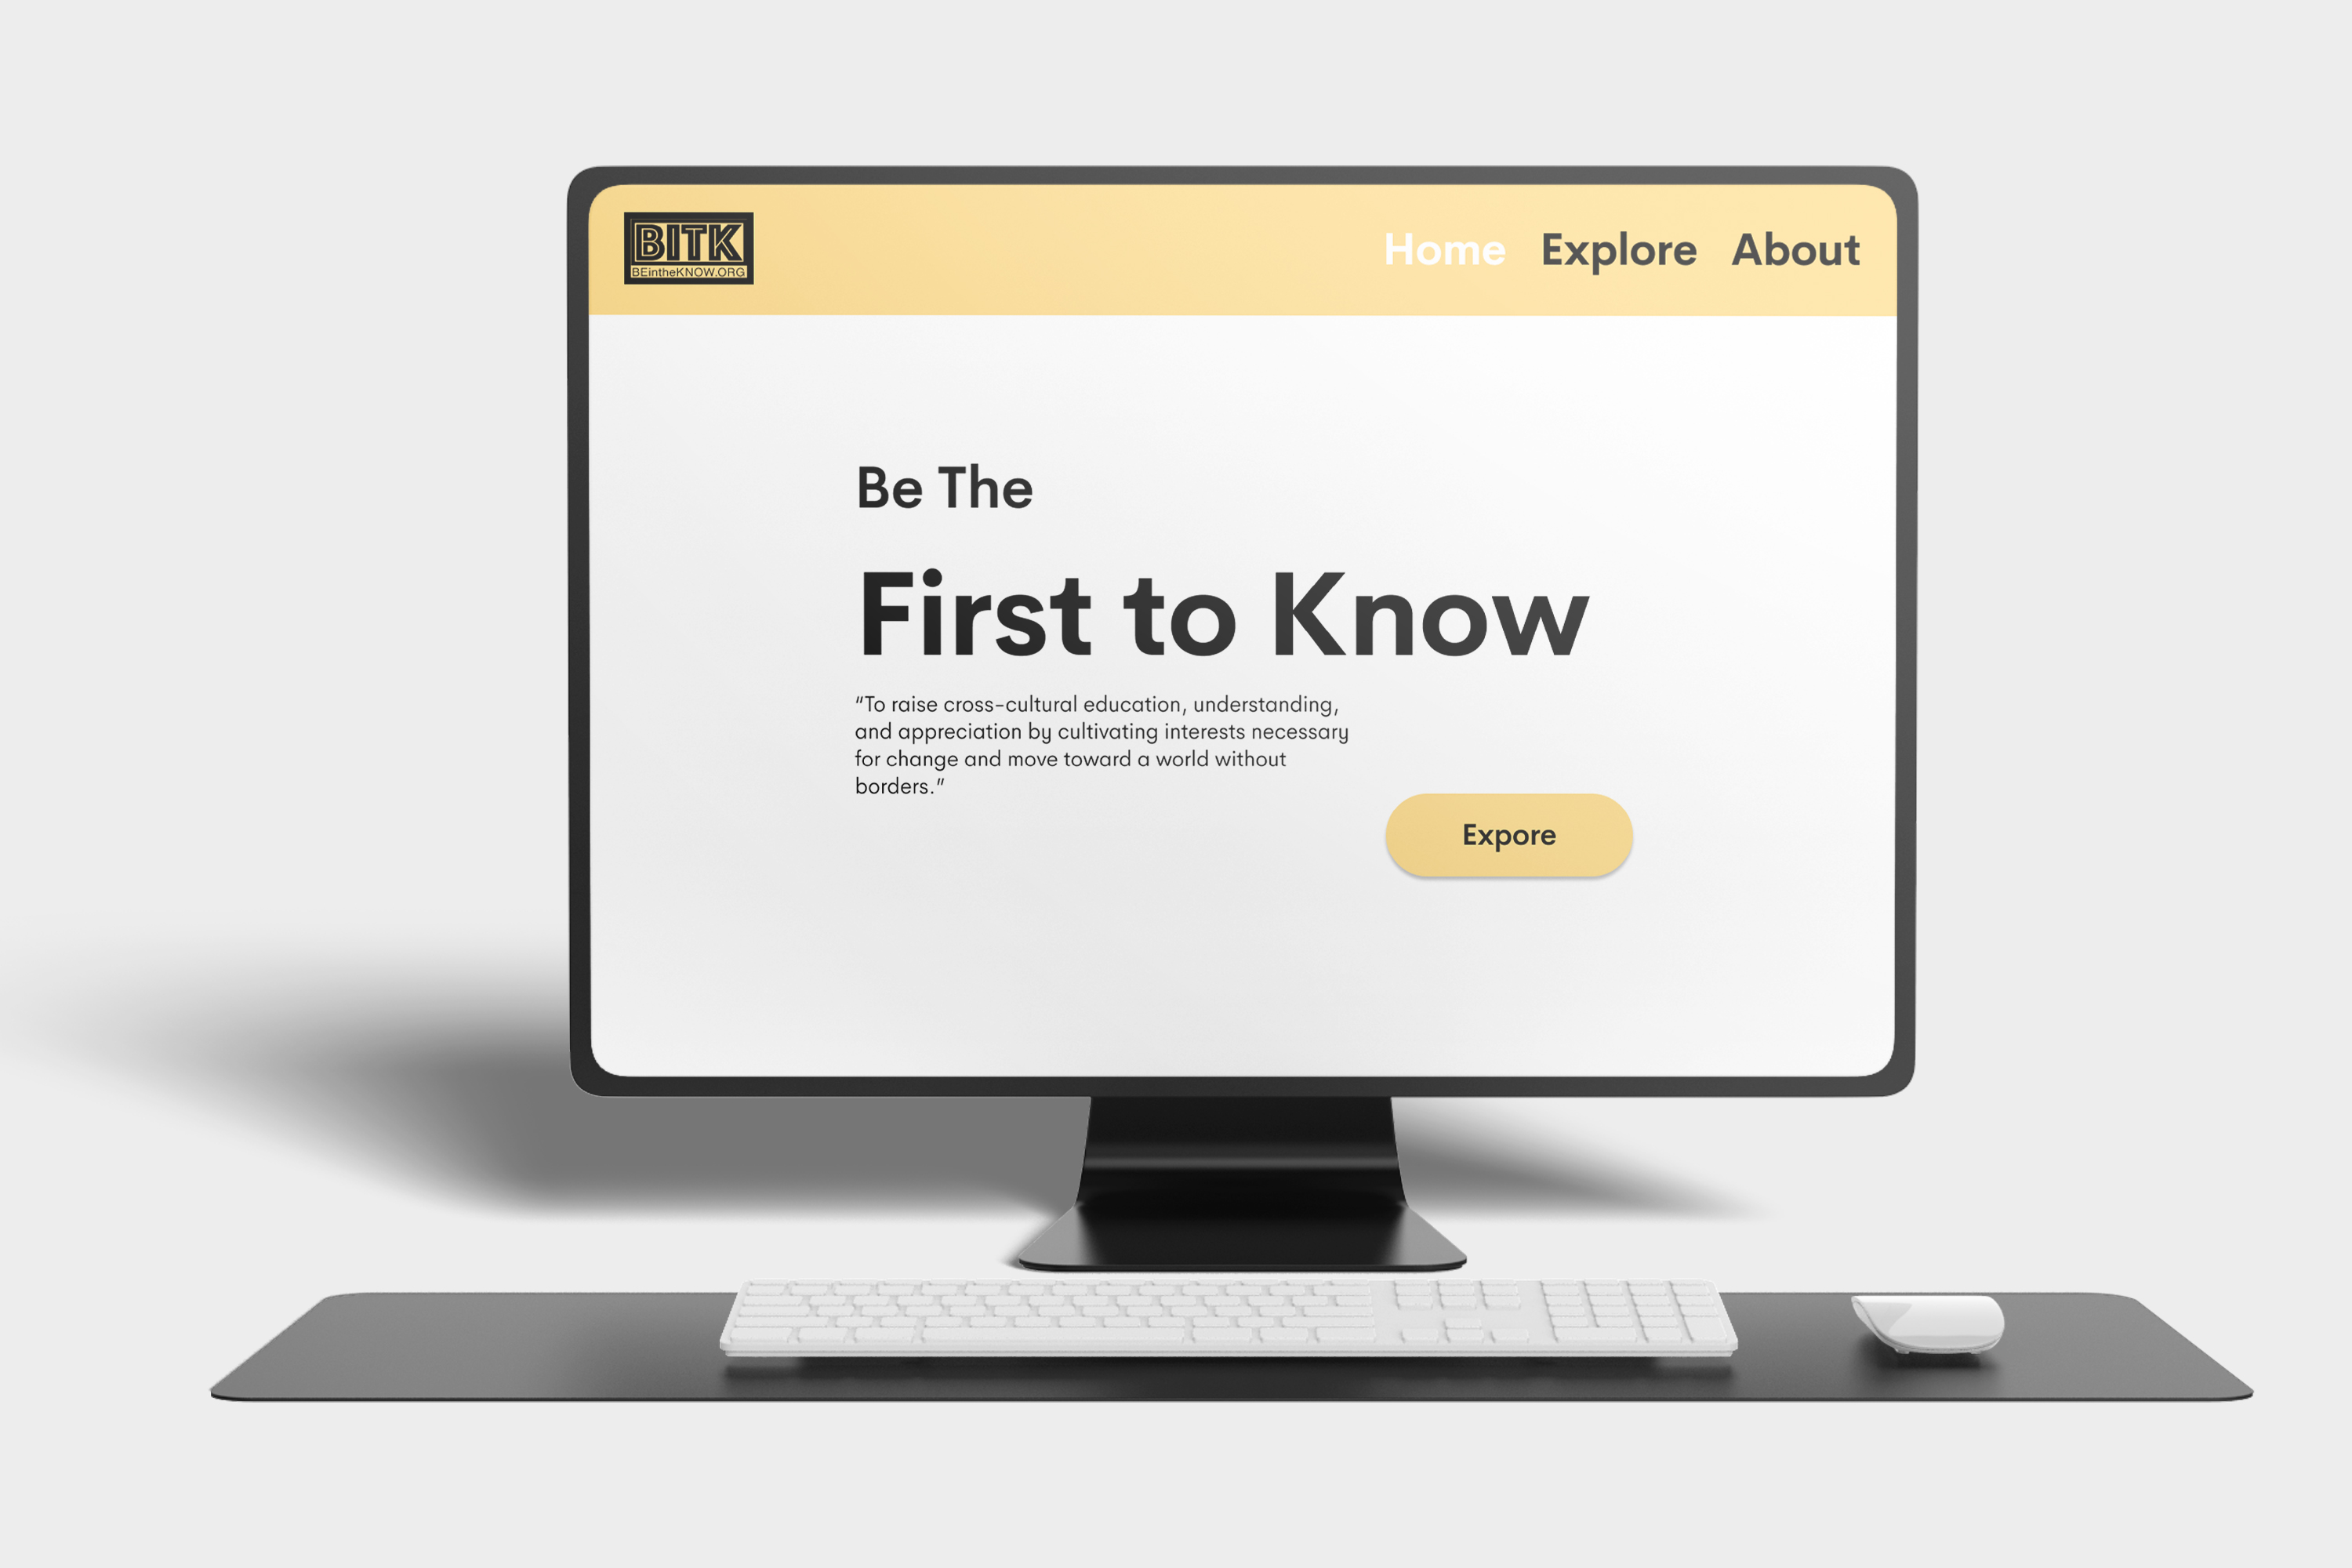 BITK
BEintheKNOW.ORG
Home Explore About
Be The
First to Know
“To raise cross-cultural education, understanding,
and appreciation by cultivating interests necessary
for change and move toward a world without
borders.”
Expore